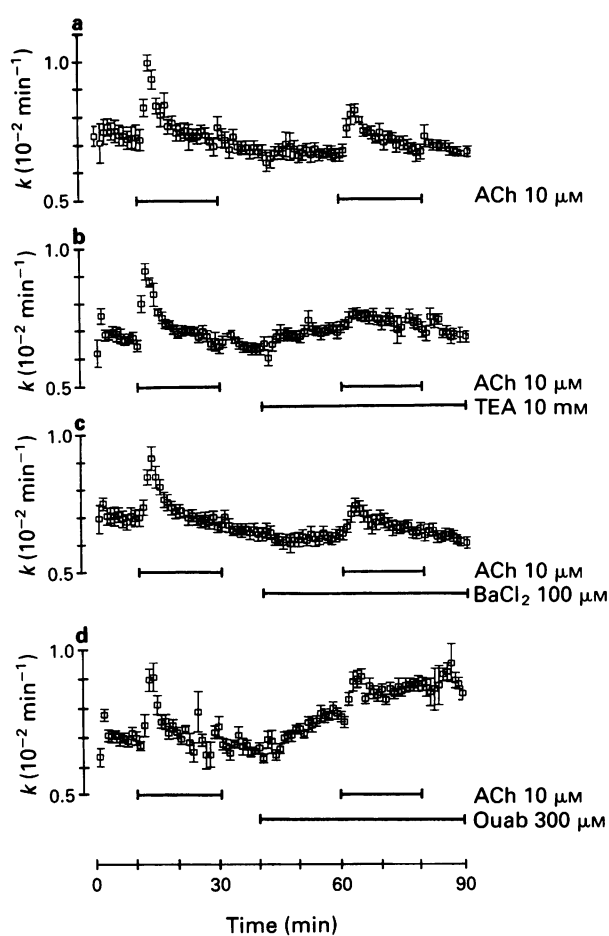 a
k (10⁻² min⁻¹)
1.0
0.5
ACh 10 μM
b
k (10⁻² min⁻¹)
1.0
0.5
ACh 10 μM
TEA 10 mM
c
k (10⁻² min⁻¹)
1.0
0.5
ACh 10 μM
BaCl₂ 100 μM
d
k (10⁻² min⁻¹)
1.0
0.5
ACh 10 μM
Ouab 300 μM
0 30 60 90
Time (min)